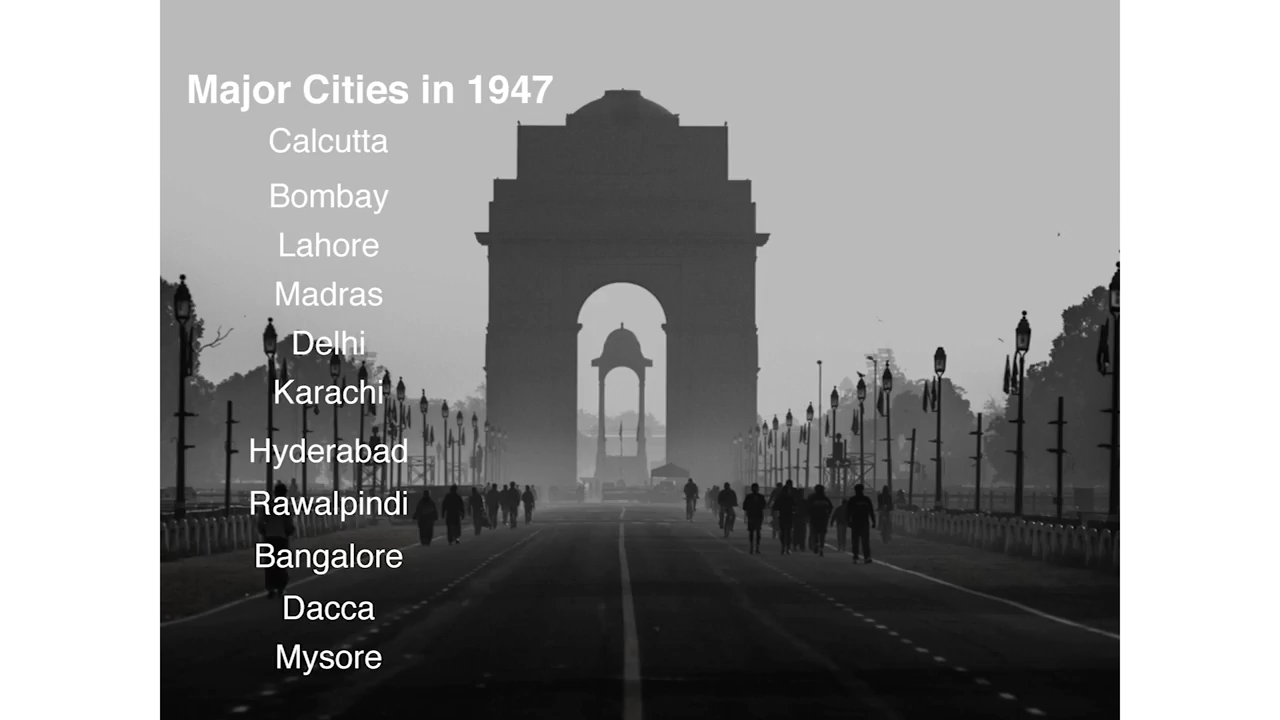 Major Cities in 1947
Calcutta
Bombay
Lahore
Madras
Delhi
Karachi
Hyderabad
Rawalpindi
Bangalore
Dacca
Mysore